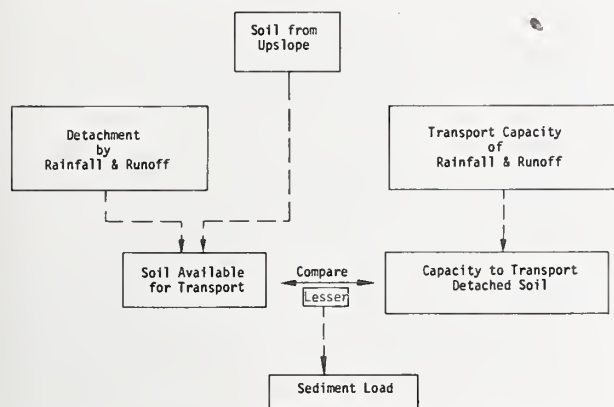 Soil from
Upslope
Detachment
by
Rainfall & Runoff
Transport Capacity
of
Rainfall & Runoff
Soil Available
for Transport
Compare
Lesser
Capacity to Transport
Detached Soil
Sediment Load